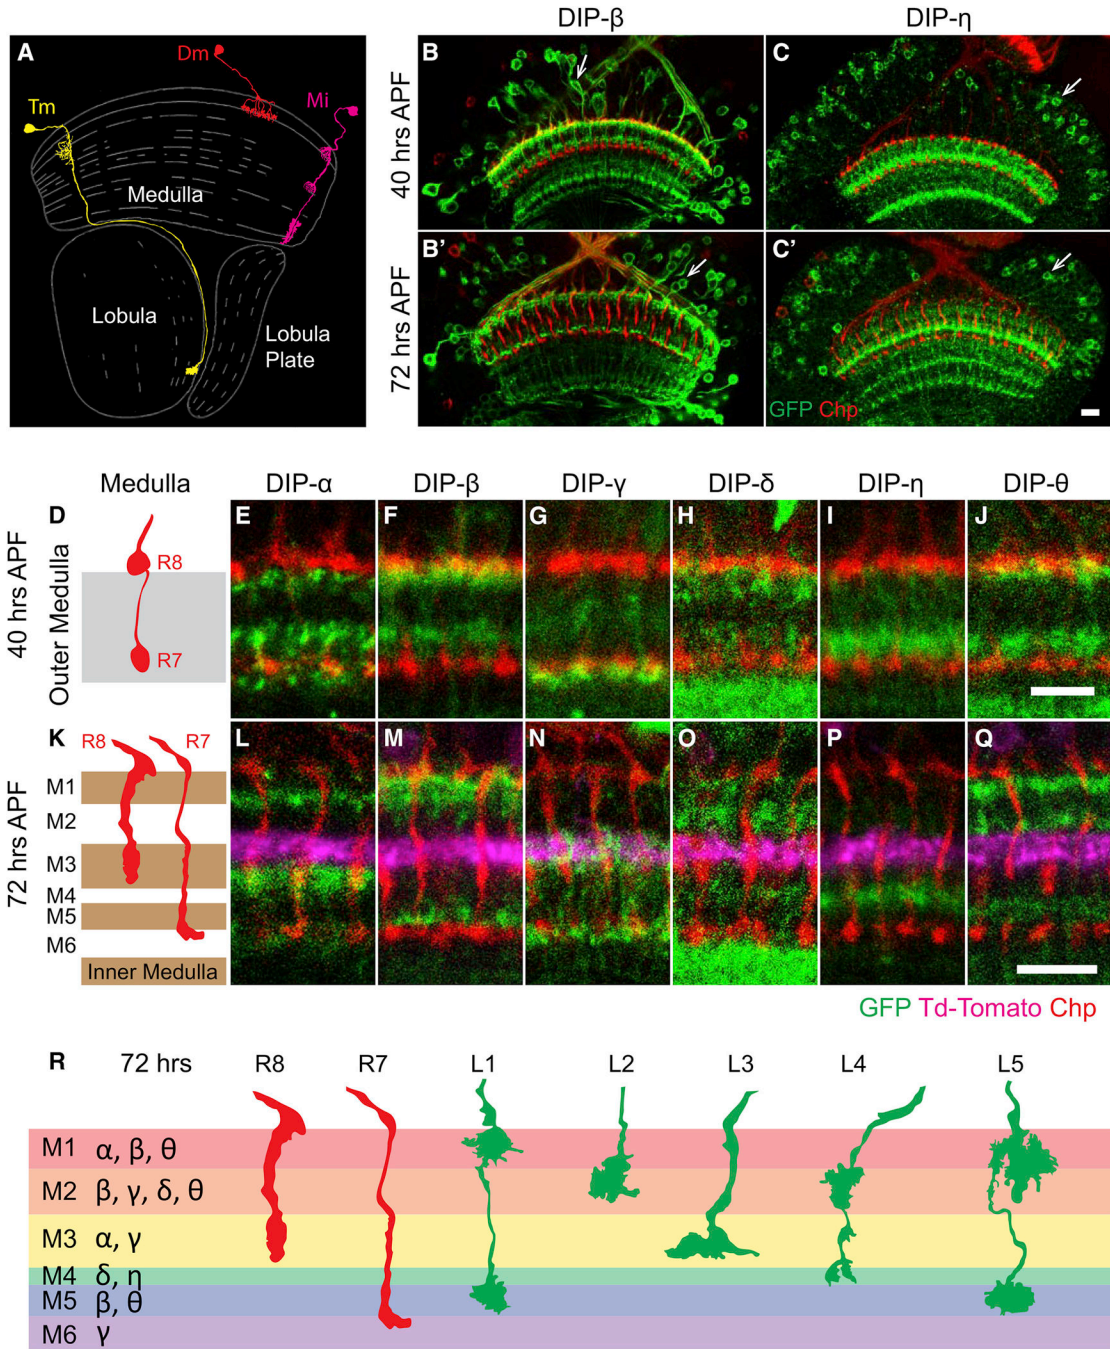 DIP-β DIP-η
A Dm Tm Mi
Medulla
Lobula
Lobula Plate
40 hrs APF
B C
72 hrs APF
B’ C’
GFP Chp
Medulla DIP-α DIP-β DIP-γ DIP-δ DIP-η DIP-θ
40 hrs APF
Outer Medulla
D E F G H I J
R8
R7
72 hrs APF
K R8 R7 L M N O P Q
M1
M2
M3
M4
M5
M6
Inner Medulla
GFP Td-Tomato Chp
R 72 hrs R8 R7 L1 L2 L3 L4 L5
M1 α, β, θ
M2 β, γ, δ, θ
M3 α, γ
M4 δ, η
M5 β, θ
M6 γ